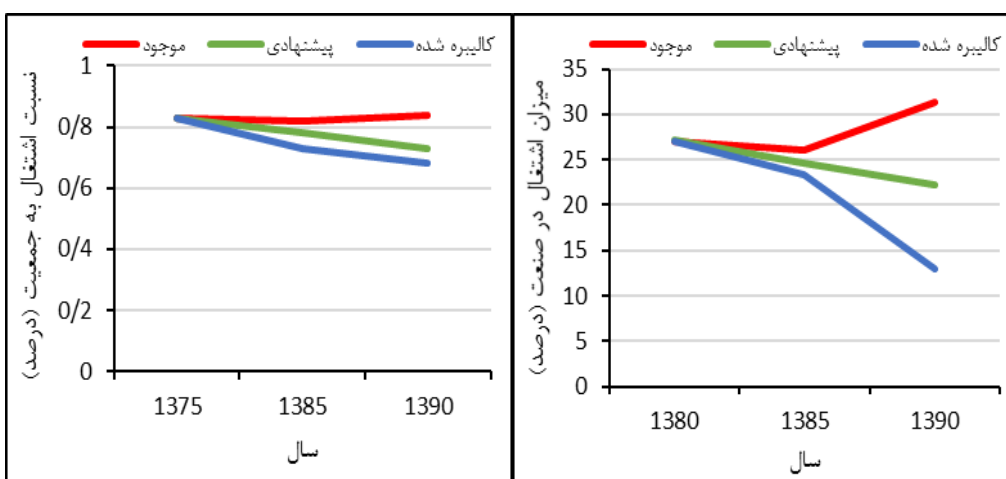 موجود پیشنهادی کالیبره شده
نسبت اشتغال به جمعیت (درصد)
1
0/8
0/6
0/4
0/2
0
1375 1385 1390
سال
موجود پیشنهادی کالیبره شده
میزان اشتغال در صنعت (درصد)
35
30
25
20
15
10
5
0
1380 1385 1390
سال